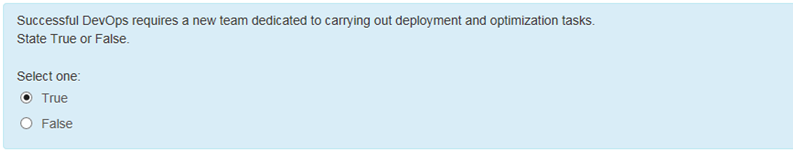 Successful DevOps requires a new team dedicated to carrying out deployment and optimization tasks.
State True or False.
Select one:
True
False